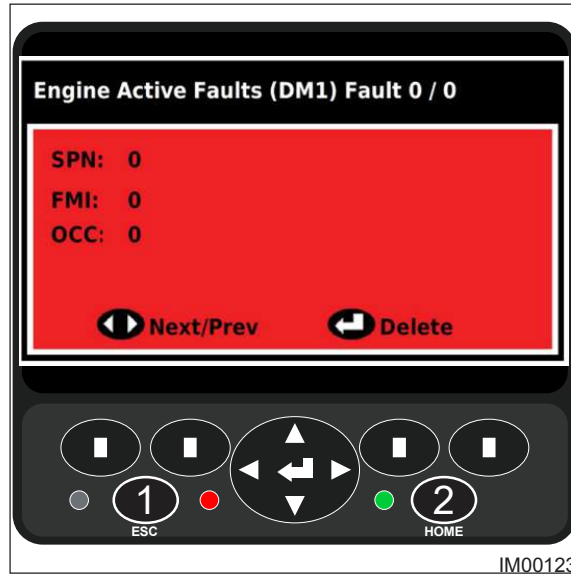 Engine Active Faults (DM1) Fault 0 / 0
SPN: 0
FMI: 0
OCC: 0
Next/Prev Delete
1 2
ESC HOME
IM00123